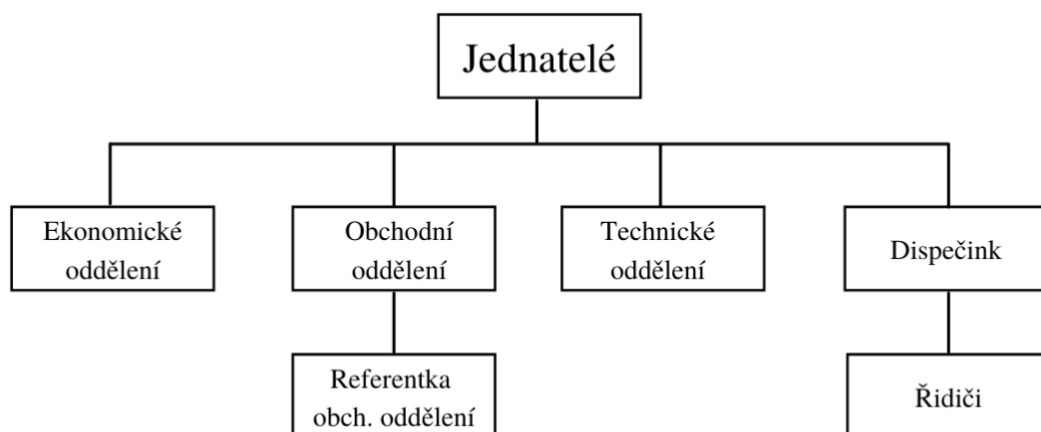 Jednatelé
Ekonomické
oddělení
Obchodní
oddělení
Technické
oddělení
Dispečink
Referentka
obch. oddělení
Řidiči